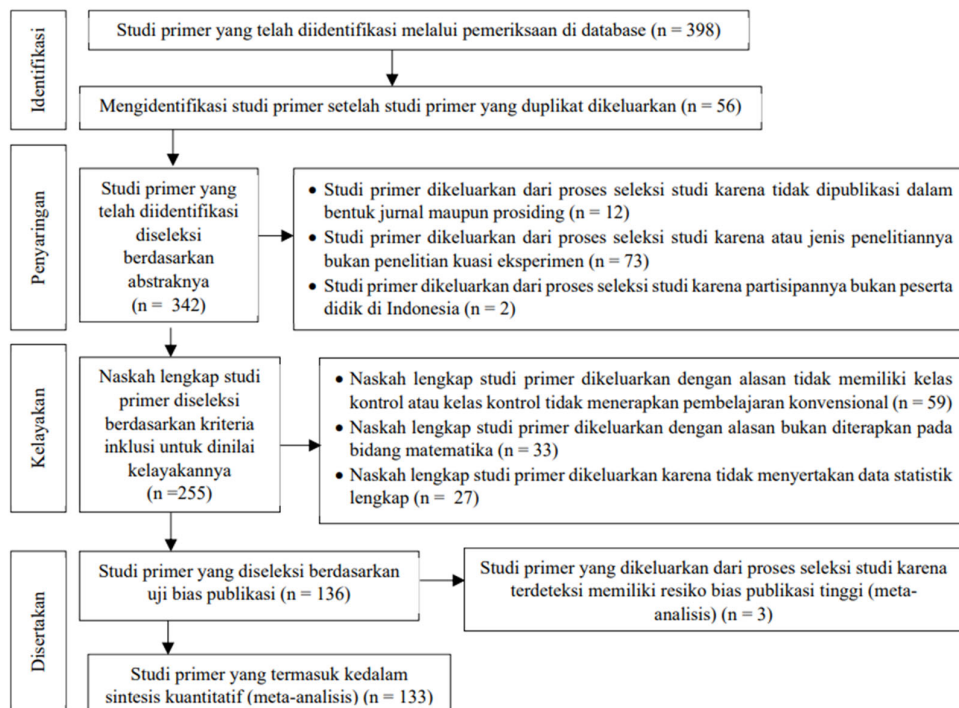 Identifikasi
Studi primer yang telah diidentifikasi melalui pemeriksaan di database (n = 398)
Mengidentifikasi studi primer setelah studi primer yang duplikat dikeluarkan (n = 56)
Penyaringan
Studi primer yang
telah diidentifikasi
diseleksi
berdasarkan
abstraknya
(n = 342)
• Studi primer dikeluarkan dari proses seleksi studi karena tidak dipublikasi dalam
bentuk jurnal maupun prosiding (n = 12)
• Studi primer dikeluarkan dari proses seleksi studi karena atau jenis penelitiannya
bukan penelitian kuasi eksperimen (n = 73)
• Studi primer dikeluarkan dari proses seleksi studi karena partisipannya bukan peserta
didik di Indonesia (n = 2)
Kelayakan
Naskah lengkap studi
primer diseleksi
berdasarkan kriteria
inklusi untuk dinilai
kelayakannya
(n =255)
• Naskah lengkap studi primer dikeluarkan dengan alasan tidak memiliki kelas
kontrol atau kelas kontrol tidak menerapkan pembelajaran konvensional (n = 59)
• Naskah lengkap studi primer dikeluarkan dengan alasan bukan diterapkan pada
bidang matematika (n = 33)
• Naskah lengkap studi primer dikeluarkan karena tidak menyertakan data statistik
lengkap (n = 27)
Disertakan
Studi primer yang diseleksi berdasarkan
uji bias publikasi (n = 136)
Studi primer yang dikeluarkan dari proses seleksi studi karena
terdeteksi memiliki resiko bias publikasi tinggi (meta-
analisis) (n = 3)
Studi primer yang termasuk kedalam
sintesis kuantitatif (meta-analisis) (n = 133)